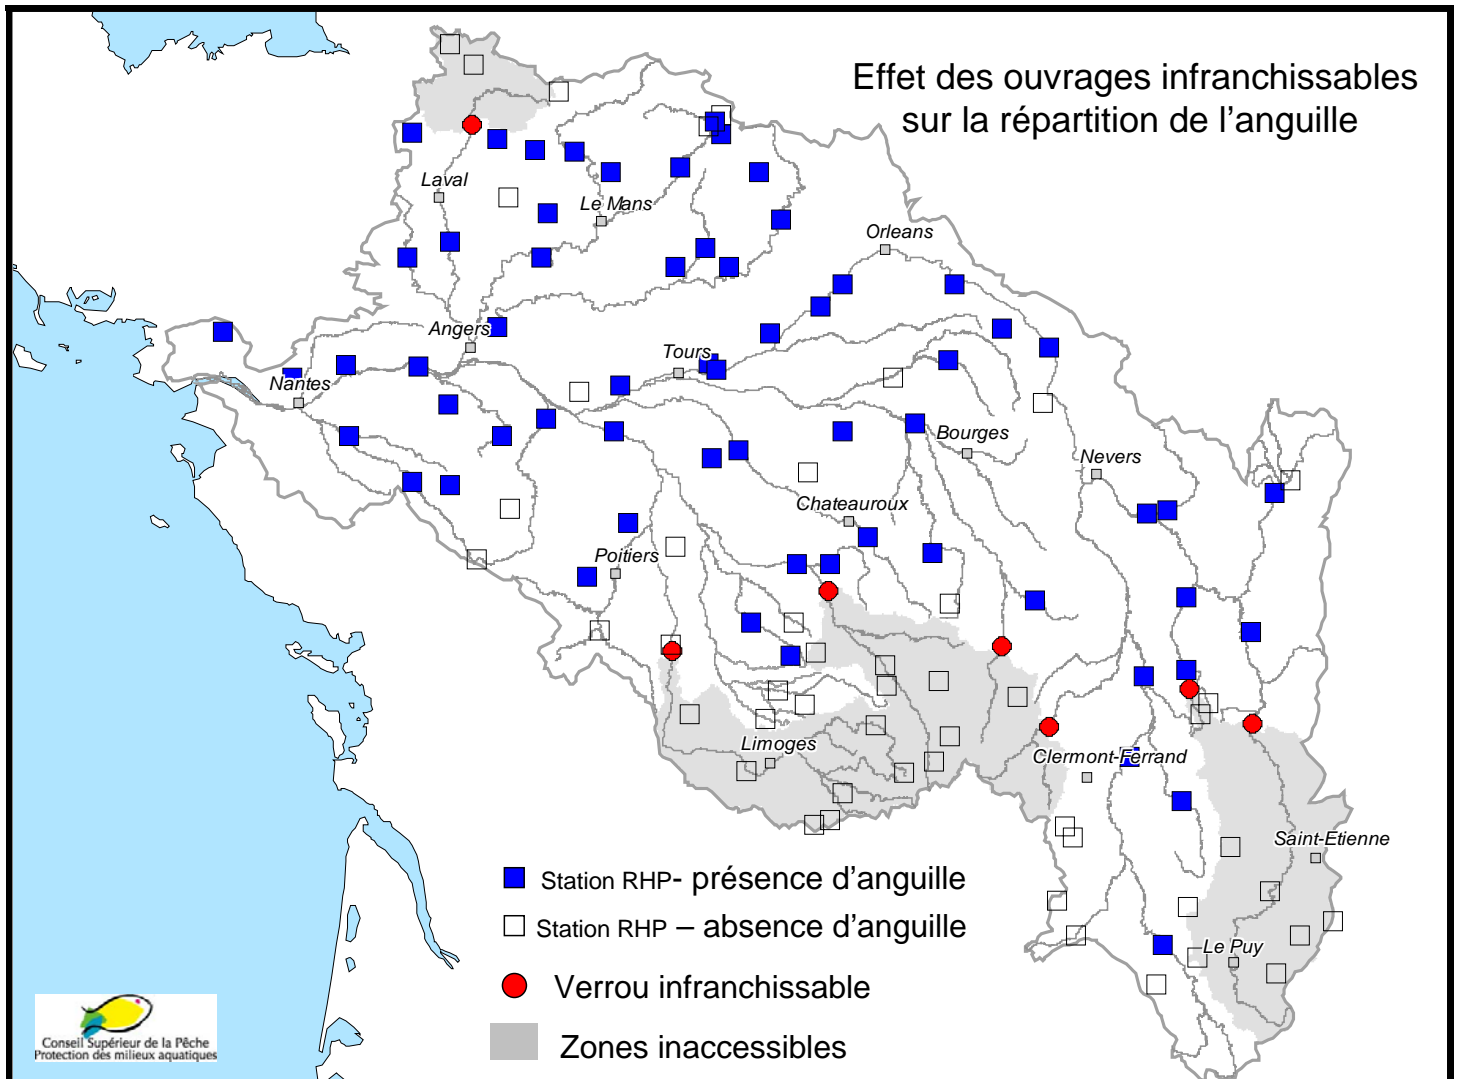 Effet des ouvrages infranchissables
sur la répartition de l’anguille
Laval
Le Mans
Orleans
Angers
Tours
Nantes
Bourges
Nevers
Chateauroux
Poitiers
Limoges
Clermont-Ferrand
Saint-Etienne
Le Puy
Station RHP- présence d’anguille
Station RHP – absence d’anguille
Verrou infranchissable
Zones inaccessibles
Conseil Supérieur de la Pêche
Protection des milieux aquatiques